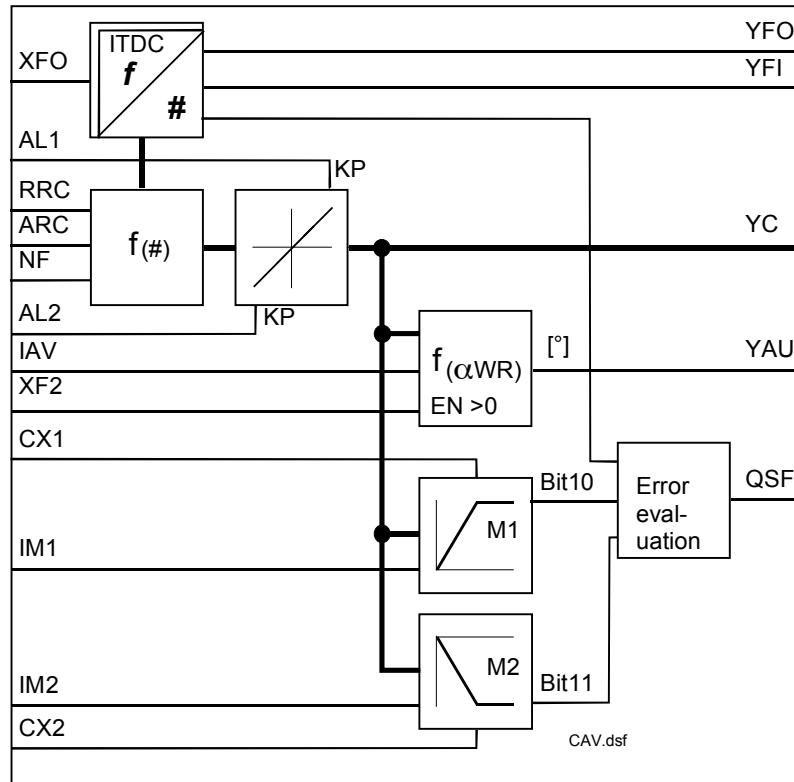 ITDC
f
#
XFO
YFO
YFI
AL1
KP
RRC
ARC
NF
f(#)
YC
KP
AL2
IAV
XF2
f(αWR)
EN >0
[°]
YAU
CX1
M1
Bit10
Error
eval-
uation
QSF
IM1
M2
Bit11
IM2
CX2
CAV.dsf